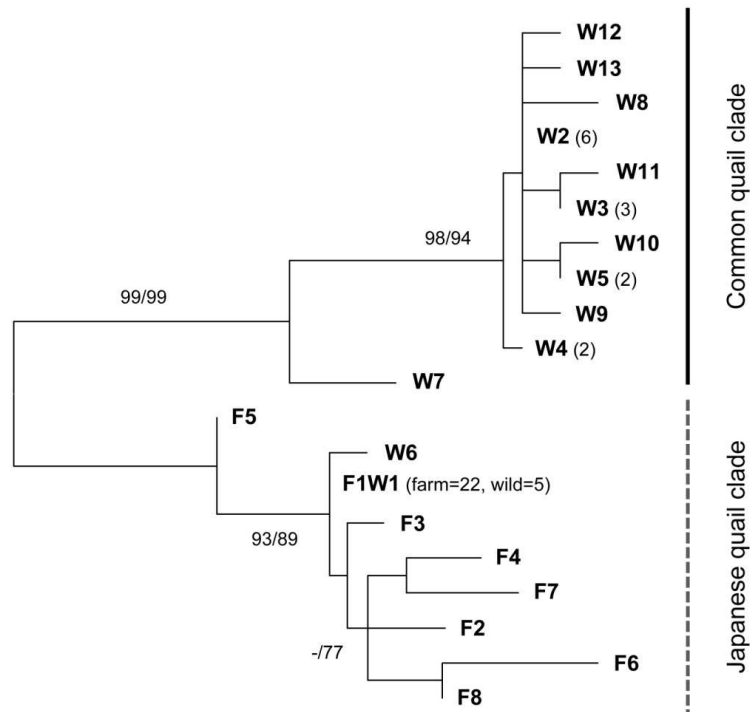 W12
W13
W8
W2 (6)
W11
W3 (3)
98/94
W10
W5 (2)
99/99
W9
W4 (2)
W7
Common quail clade
F5
W6
F1W1 (farm=22, wild=5)
F3
93/89
F4
F7
F2
-/77
F6
F8
Japanese quail clade